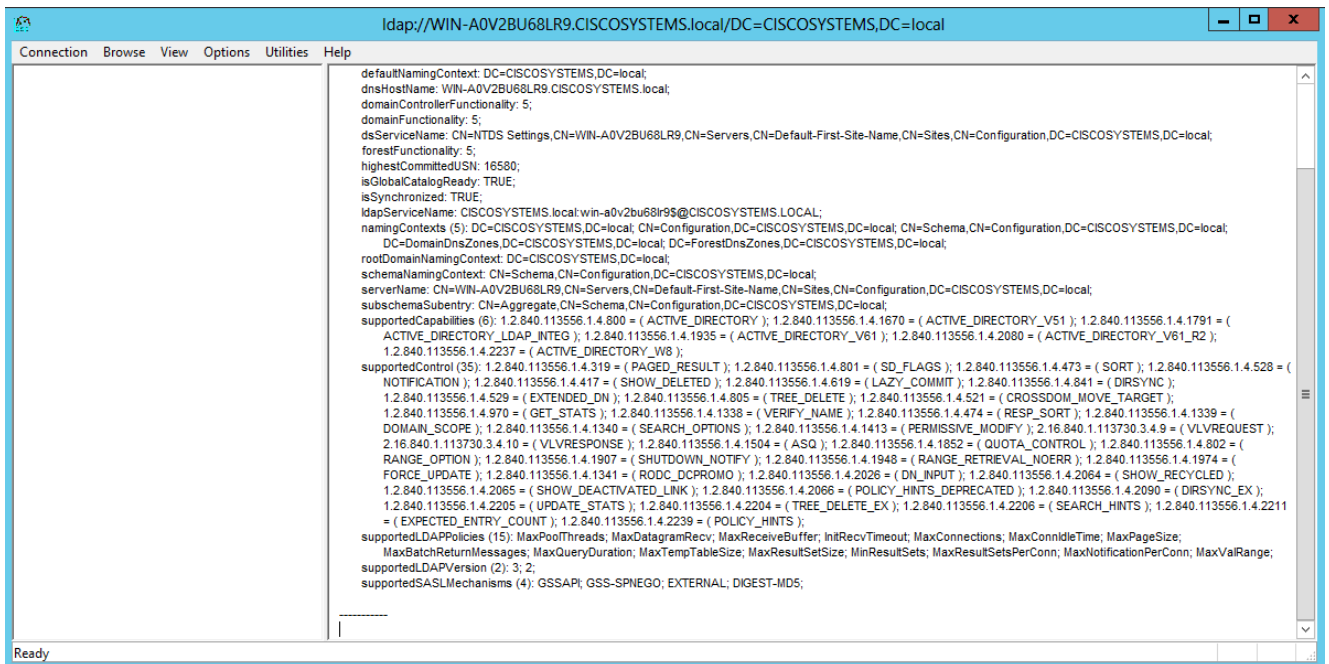 ldap://WIN-A0V2BU68LR9.CISCOSYSTEMS.local/DC=CISCOSYSTEMS,DC=local
Connection Browse View Options Utilities Help
defaultNamingContext: DC=CISCOSYSTEMS,DC=local;
dnsHostName: WIN-A0V2BU68LR9.CISCOSYSTEMS.local;
domainControllerFunctionality: 5;
domainFunctionality: 5;
dsServiceName: CN=NTDS Settings,CN=WIN-A0V2BU68LR9,CN=Servers,CN=Default-First-Site-Name,CN=Sites,CN=Configuration,DC=CISCOSYSTEMS,DC=local;
forestFunctionality: 5;
highestCommittedUSN: 16580;
isGlobalCatalogReady: TRUE;
isSynchronized: TRUE;
ldapServiceName: CISCOSYSTEMS.local:win-a0v2bu68lr9$@CISCOSYSTEMS.LOCAL;
namingContexts (5): DC=CISCOSYSTEMS,DC=local; CN=Configuration,DC=CISCOSYSTEMS,DC=local; CN=Schema,CN=Configuration,DC=CISCOSYSTEMS,DC=local;
DC=DomainDnsZones,DC=CISCOSYSTEMS,DC=local; DC=ForestDnsZones,DC=CISCOSYSTEMS,DC=local;
rootDomainNamingContext: DC=CISCOSYSTEMS,DC=local;
schemaNamingContext: CN=Schema,CN=Configuration,DC=CISCOSYSTEMS,DC=local;
serverName: CN=WIN-A0V2BU68LR9,CN=Servers,CN=Default-First-Site-Name,CN=Sites,CN=Configuration,DC=CISCOSYSTEMS,DC=local;
subschemaSubentry: CN=Aggregate,CN=Schema,CN=Configuration,DC=CISCOSYSTEMS,DC=local;
supportedCapabilities (6): 1.2.840.113556.1.4.800 = ( ACTIVE_DIRECTORY ); 1.2.840.113556.1.4.1670 = ( ACTIVE_DIRECTORY_V51 ); 1.2.840.113556.1.4.1791 = (
ACTIVE_DIRECTORY_LDAP_INTEG ); 1.2.840.113556.1.4.1935 = ( ACTIVE_DIRECTORY_V61 ); 1.2.840.113556.1.4.2080 = ( ACTIVE_DIRECTORY_V61_R2 );
1.2.840.113556.1.4.2237 = ( ACTIVE_DIRECTORY_W8 );
supportedControl (35): 1.2.840.113556.1.4.319 = ( PAGED_RESULT ); 1.2.840.113556.1.4.801 = ( SD_FLAGS ); 1.2.840.113556.1.4.473 = ( SORT ); 1.2.840.113556.1.4.528 = (
NOTIFICATION ); 1.2.840.113556.1.4.417 = ( SHOW_DELETED ); 1.2.840.113556.1.4.619 = ( LAZY_COMMIT ); 1.2.840.113556.1.4.841 = ( DIRSYNC );
1.2.840.113556.1.4.529 = ( EXTENDED_DN ); 1.2.840.113556.1.4.805 = ( TREE_DELETE ); 1.2.840.113556.1.4.521 = ( CROSSDOM_MOVE_TARGET );
1.2.840.113556.1.4.970 = ( GET_STATS ); 1.2.840.113556.1.4.1338 = ( VERIFY_NAME ); 1.2.840.113556.1.4.474 = ( RESP_SORT ); 1.2.840.113556.1.4.1339 = (
DOMAIN_SCOPE ); 1.2.840.113556.1.4.1340 = ( SEARCH_OPTIONS ); 1.2.840.113556.1.4.1413 = ( PERMISSIVE_MODIFY ); 2.16.840.1.113730.3.4.9 = ( VLVREQUEST );
2.16.840.1.113730.3.4.10 = ( VLVRESPONSE ); 1.2.840.113556.1.4.1504 = ( ASQ ); 1.2.840.113556.1.4.1852 = ( QUOTA_CONTROL ); 1.2.840.113556.1.4.802 = (
RANGE_OPTION ); 1.2.840.113556.1.4.1907 = ( SHUTDOWN_NOTIFY ); 1.2.840.113556.1.4.1948 = ( RANGE_RETRIEVAL_NOERR ); 1.2.840.113556.1.4.1974 = (
FORCE_UPDATE ); 1.2.840.113556.1.4.1341 = ( RODC_DCPROMO ); 1.2.840.113556.1.4.2026 = ( DN_INPUT ); 1.2.840.113556.1.4.2064 = ( SHOW_RECYCLED );
1.2.840.113556.1.4.2065 = ( SHOW_DEACTIVATED_LINK ); 1.2.840.113556.1.4.2066 = ( POLICY_HINTS_DEPRECATED ); 1.2.840.113556.1.4.2090 = ( DIRSYNC_EX );
1.2.840.113556.1.4.2205 = ( UPDATE_STATS ); 1.2.840.113556.1.4.2204 = ( TREE_DELETE_EX ); 1.2.840.113556.1.4.2206 = ( SEARCH_HINTS ); 1.2.840.113556.1.4.2211
= ( EXPECTED_ENTRY_COUNT ); 1.2.840.113556.1.4.2239 = ( POLICY_HINTS );
supportedLDAPPolicies (15): MaxPoolThreads; MaxDatagramRecv; MaxReceiveBuffer; InitRecvTimeout; MaxConnections; MaxConnIdleTime; MaxPageSize;
MaxBatchReturnMessages; MaxQueryDuration; MaxTempTableSize; MaxResultSetSize; MinResultSets; MaxResultSetsPerConn; MaxNotificationPerConn; MaxValRange;
supportedLDAPVersion (2): 3; 2;
supportedSASLMechanisms (4): GSSAPI; GSS-SPNEGO; EXTERNAL; DIGEST-MD5;
-----------
Ready